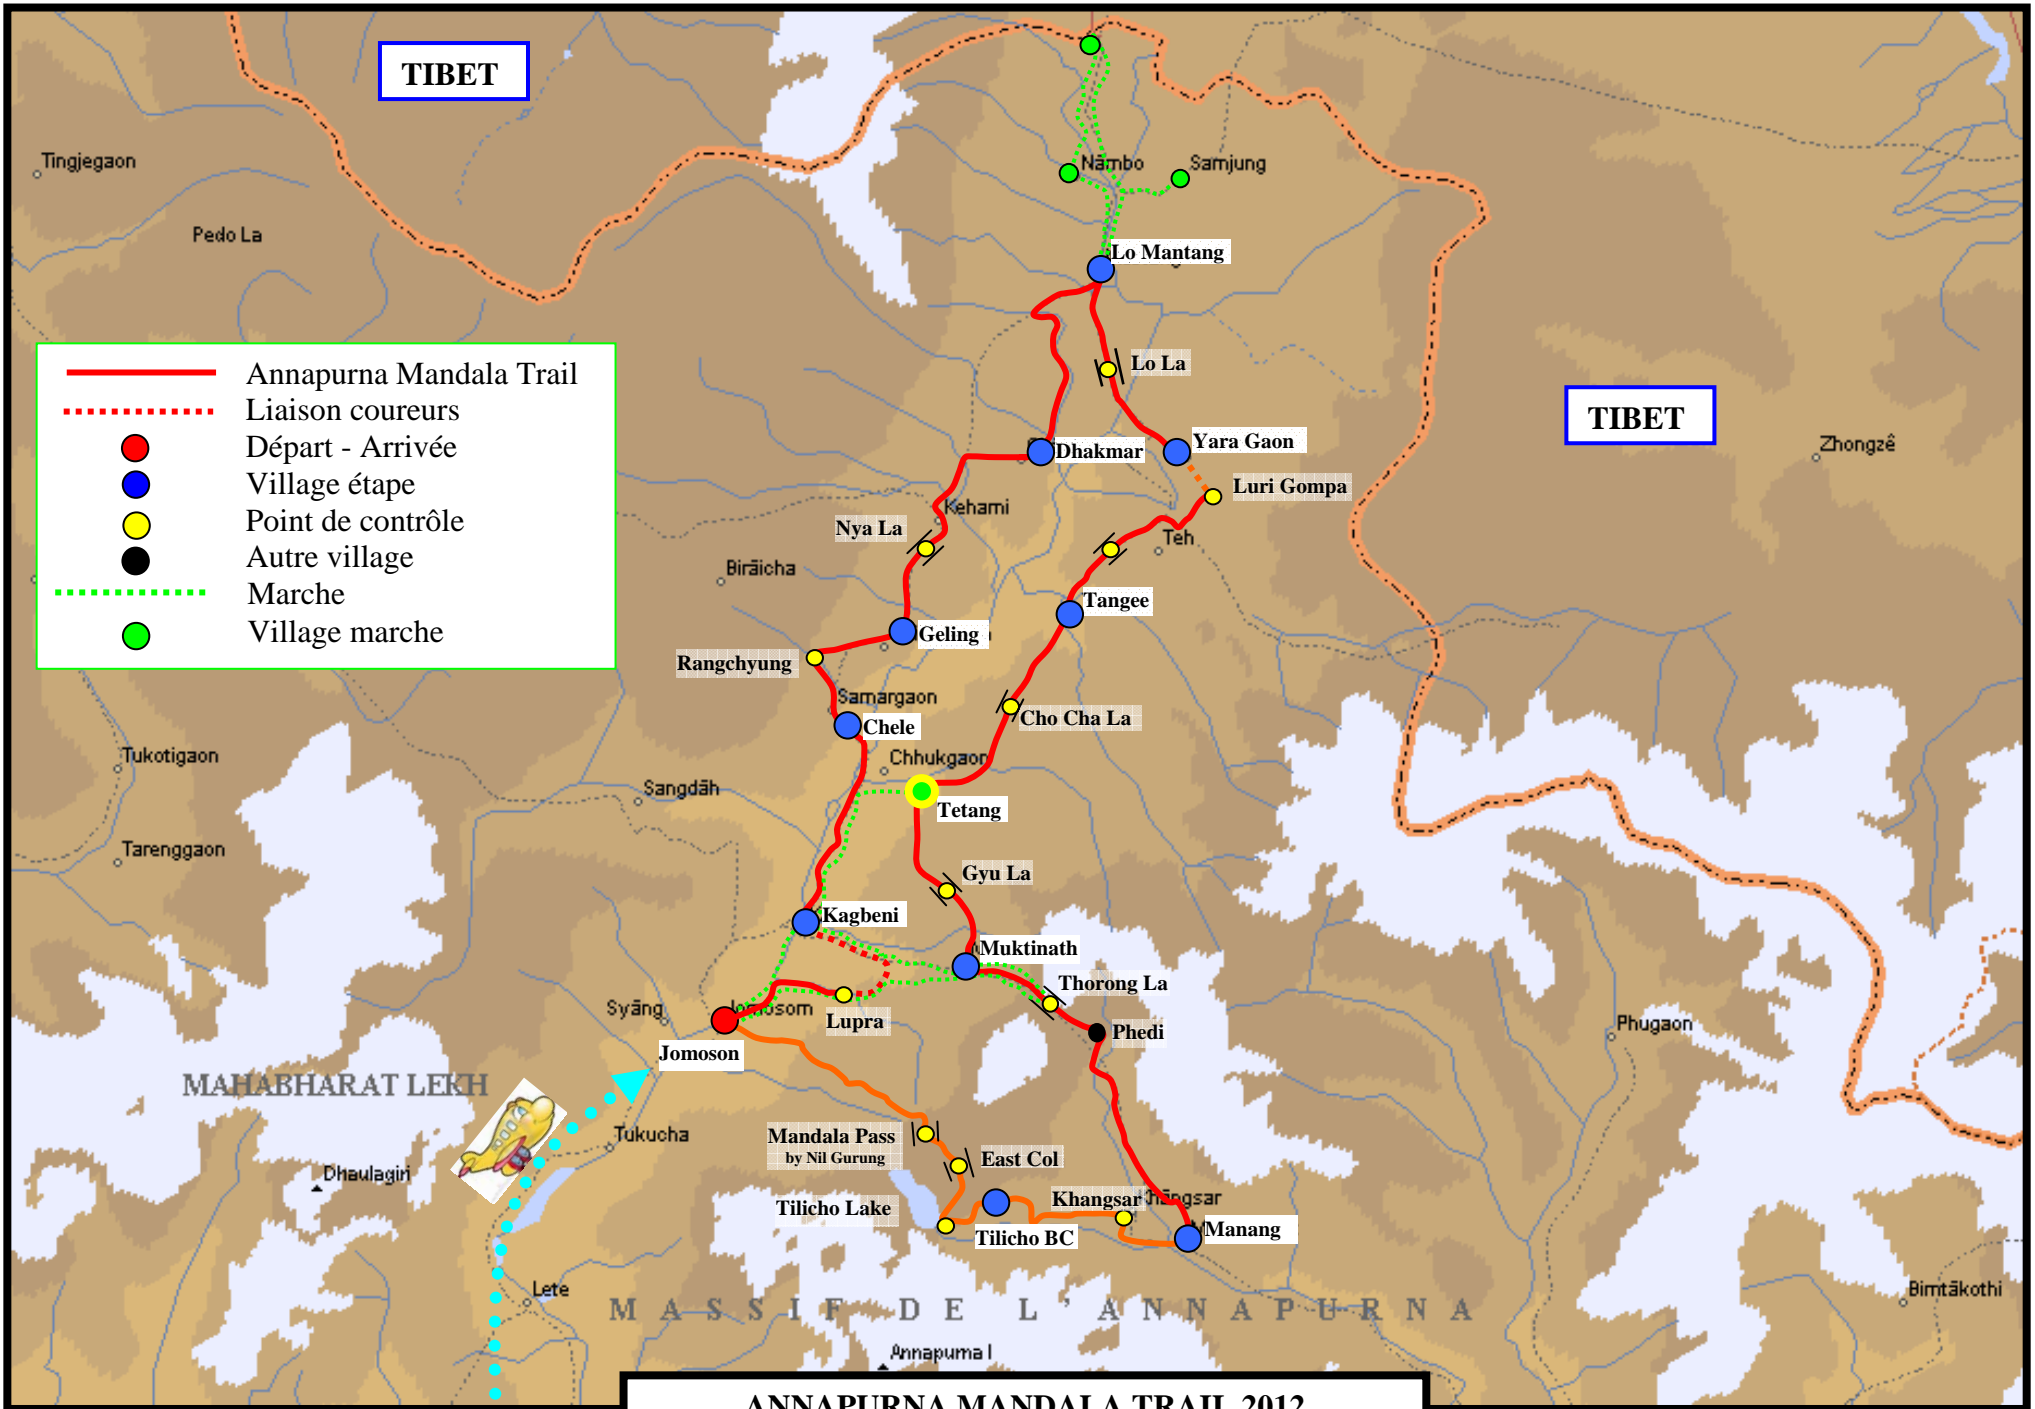 TIBET
Tingjegaon
Nambo
Samjung
Pedo La
Lo Mantang
Annapurna Mandala Trail
Liaison coureurs
Départ - Arrivée
Village étape
Point de contrôle
Autre village
Marche
Village marche
Lo La
TIBET
Zhongzê
Yara Gaon
Dhakmar
Luri Gompa
Kehami
Nya La
Teh
Birāicha
Tangee
Geling
Rangchyung
Samargaon
Cho Cha La
Chele
Tukotigaon
Chhukgaon
Sangdāh
Tetang
Tarenggaon
Gyu La
Kagbeni
Muktinath
Thorong La
Syāng
Lupra
Phedi
Phugaon
Jomoson
MAHABHARAT LEKH
Tukucha
Mandala Pass
by Nil Gurung
East Col
Dhaulagiri
Khangsar
Tilicho Lake
Manang
Tilicho BC
Lete
Bimtākothi
MASSIF DE L'ANNAPURNA
Annapurna I
ANNAPURNA MANDALA TRAIL 2012